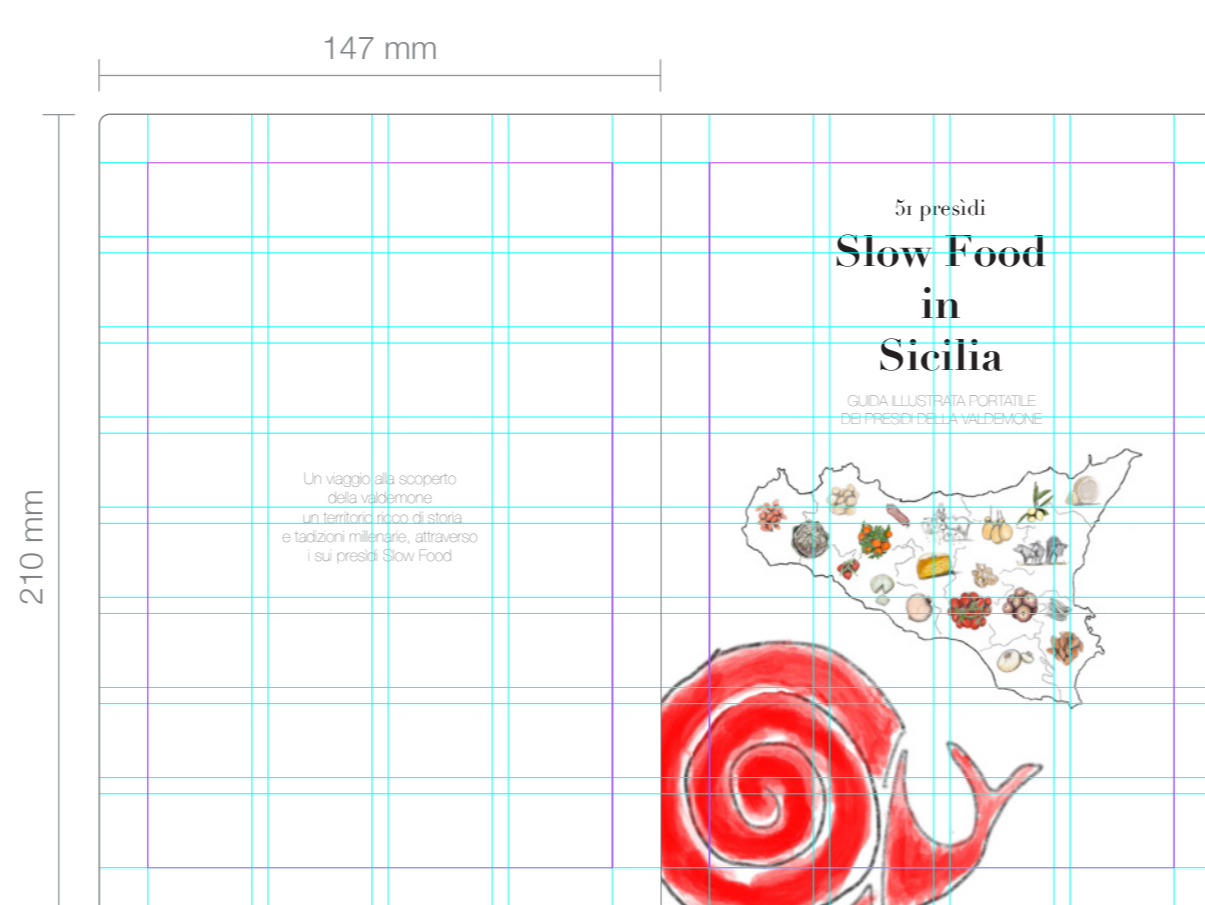 147 mm
210 mm
Un viaggio alla scoperto
della valdemone
un territorio ricco di storia
e tadizioni millenarie, attraverso
i sui presìdi Slow Food
51 presìdi
Slow Food
in
Sicilia
GUIDA ILLUSTRATA PORTATILE
DEI PRESIDI DELLA VALDEMONE